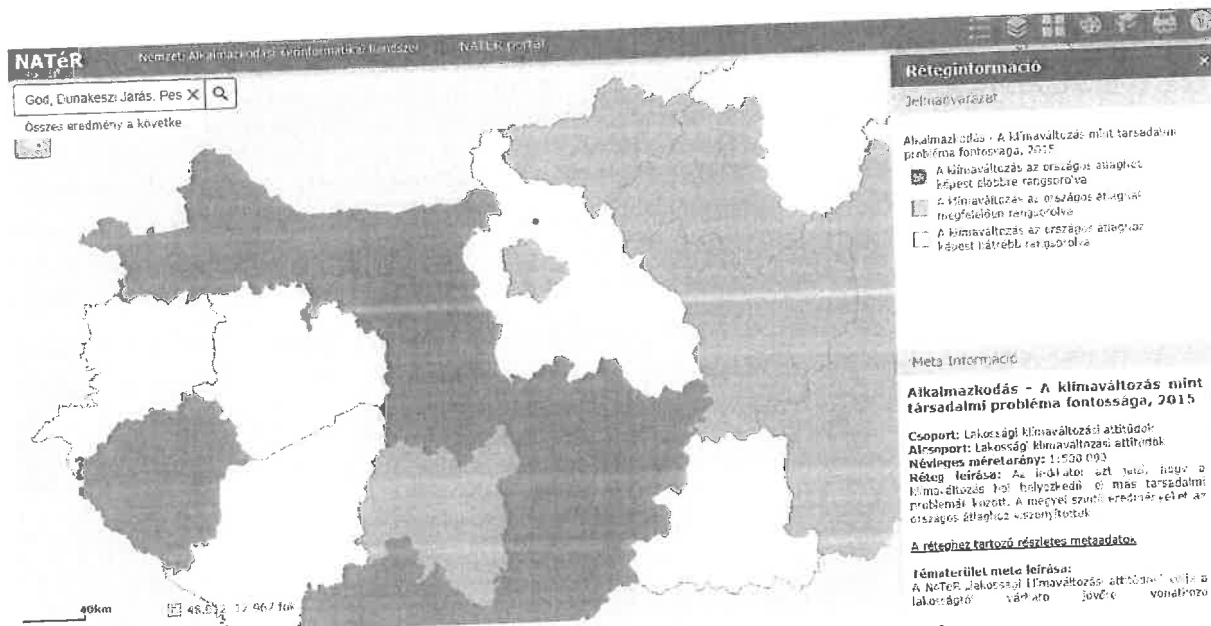 NATéR
Nemzeti Alkalmazkodási Térinformatikai Rendszer
NATéR portál
Göd, Dunakeszi Járás, Pes
Összes eredmény a követke
Réteginformáció
Jelmagyarázat
Alkalmazkodás - A klímaváltozás mint társadalmi
probléma fontossága, 2015
A klímaváltozás az országos átlaghoz
képest előbbre rangsorolva
A klímaváltozás az országos átlagnak
megfelelően rangsorolva
A klímaváltozás az országos átlaghoz
képest hátrébb rangsorolva
Meta Információ
Alkalmazkodás - A klímaváltozás mint
társadalmi probléma fontossága, 2015
Csoport: Lakossági klímaváltozási attitűdök
Alcsoport: Lakossági klímaváltozási attitűdök
Névleges méretarány: 1:500 000
Réteg leírása: Az indikátor azt jelzi, hogy a
klímaváltozás hol helyezkedik el más társadalmi
problémák között. A megyei szintű eredményeket az
országos átlaghoz viszonyítottuk
A réteghez tartozó részletes metaadatok
Tématerület meta leírása:
A NATéR lakossági klímaváltozási attitűdök célja a
lakosságtól várható jövőre vonatkozó
40km